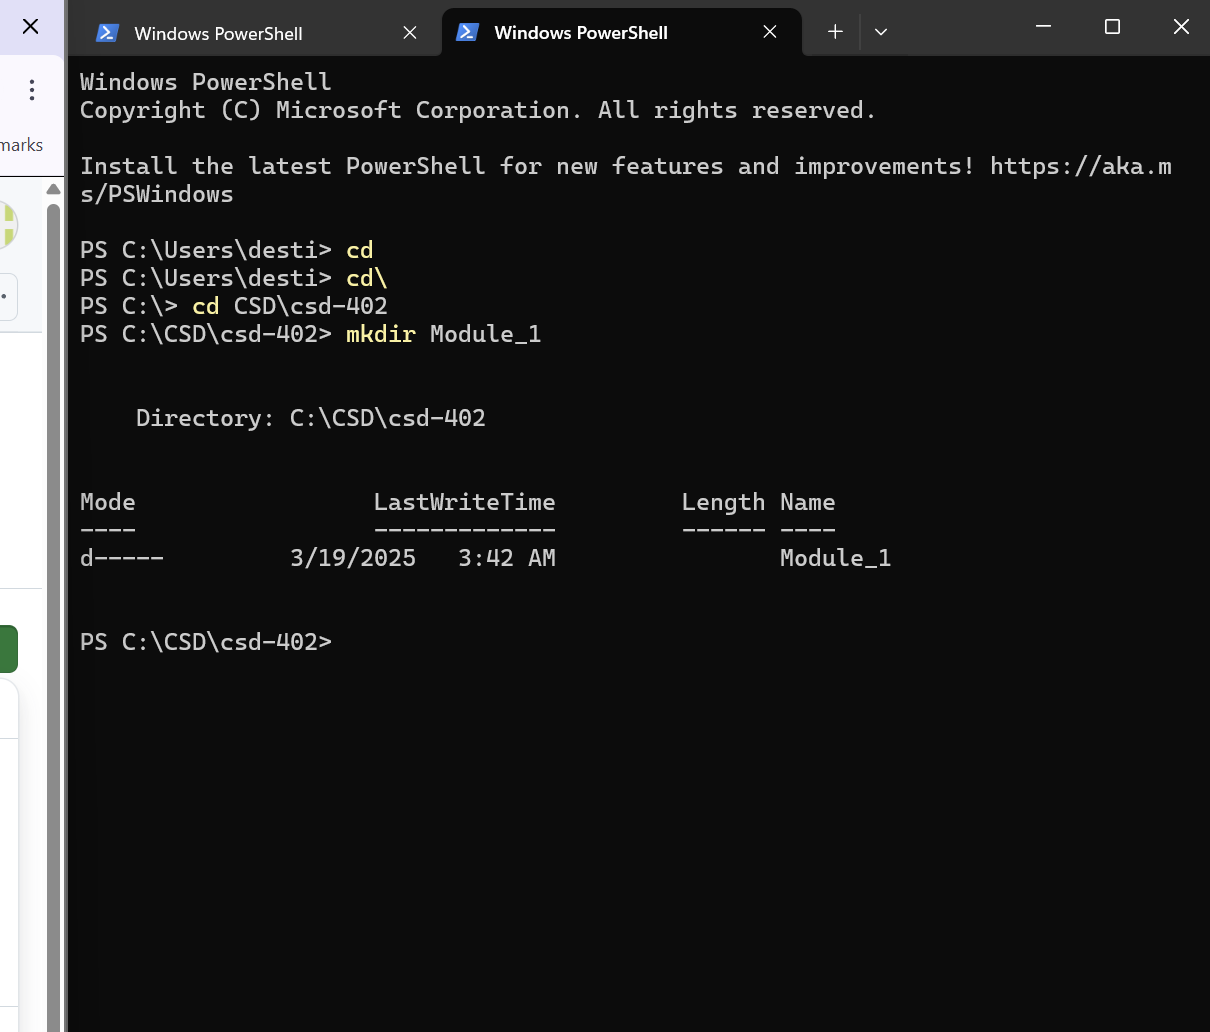 Windows PowerShell
Windows PowerShell
marks
Windows PowerShell
Copyright (C) Microsoft Corporation. All rights reserved.
Install the latest PowerShell for new features and improvements! https://aka.m
s/PSWindows
PS C:\Users\desti> cd
PS C:\Users\desti> cd\
PS C:\> cd CSD\csd-402
PS C:\CSD\csd-402> mkdir Module_1
Directory: C:\CSD\csd-402
Mode LastWriteTime Length Name
---- ------------- ------ ----
d----- 3/19/2025 3:42 AM Module_1
PS C:\CSD\csd-402>